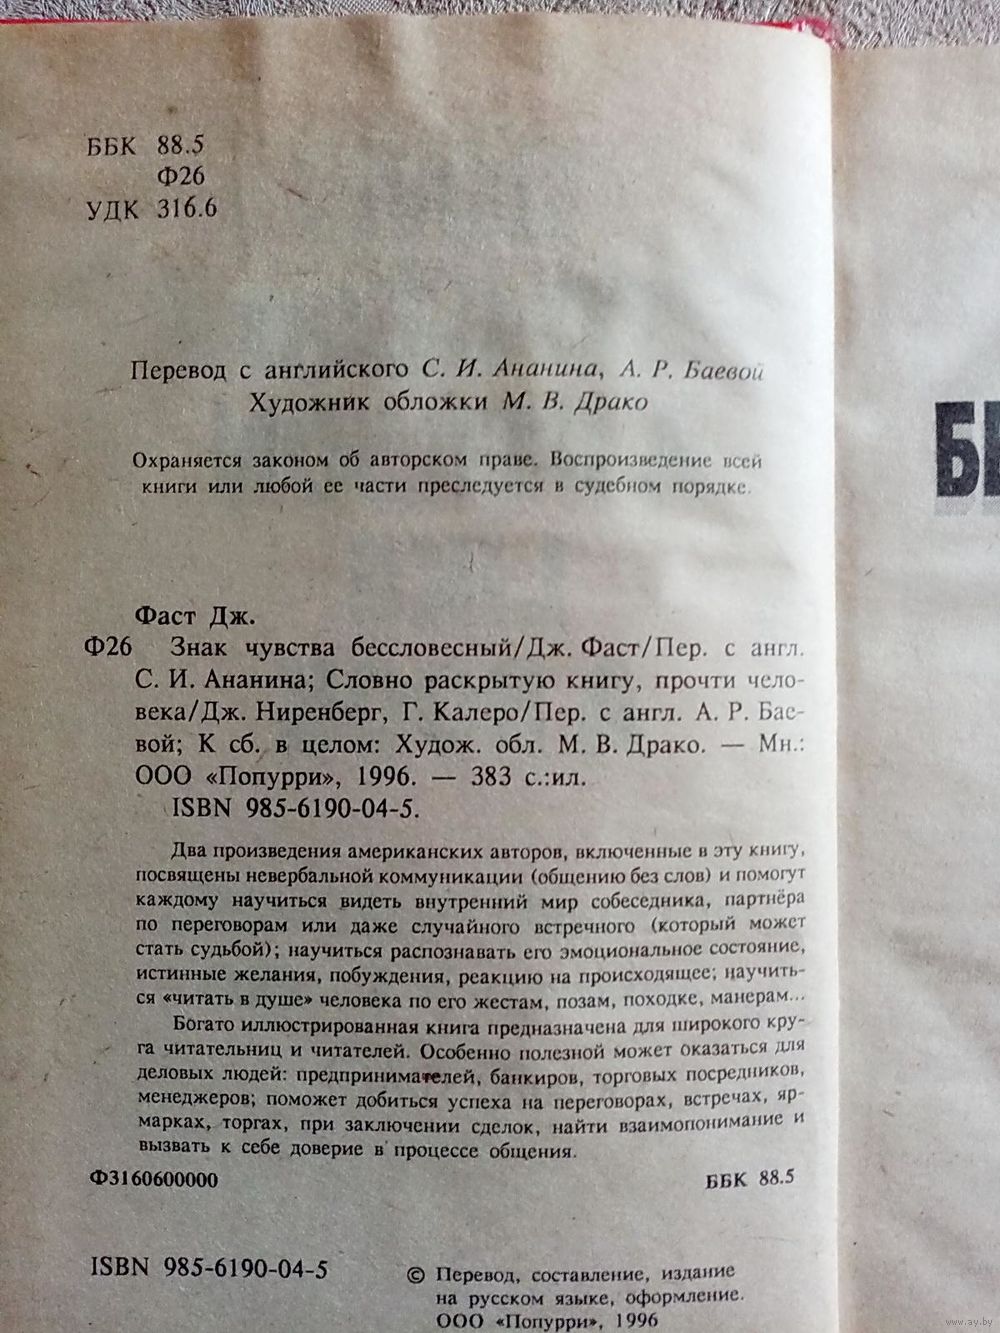 ББК 88.5
Ф26
УДК 316.6
Перевод с английского С. И. Ананина, А. Р. Баевой
Художник обложки М. В. Драко
Охраняется законом об авторском праве. Воспроизведение всей
книги или любой ее части преследуется в судебном порядке.
Фаст Дж.
Ф26 Знак чувства бессловесный/Дж. Фаст/Пер. с англ.
С. И. Ананина; Словно раскрытую книгу, прочти чело-
века/Дж. Ниренберг, Г. Калеро/Пер. с англ. А. Р. Бае-
вой; К сб. в целом: Худож. обл. М. В. Драко. — Мн.:
ООО «Попурри», 1996. — 383 с.:ил.
ISBN 985-6190-04-5.
Два произведения американских авторов, включенные в эту книгу,
посвящены невербальной коммуникации (общению без слов) и помогут
каждому научиться видеть внутренний мир собеседника, партнёра
по переговорам или даже случайного встречного (который может
стать судьбой); научиться распознавать его эмоциональное состояние,
истинные желания, побуждения, реакцию на происходящее; научить-
ся «читать в душе» человека по его жестам, позам, походке, манерам...
Богато иллюстрированная книга предназначена для широкого кру-
га читательниц и читателей. Особенно полезной может оказаться для
деловых людей: предпринимателей, банкиров, торговых посредников,
менеджеров; поможет добиться успеха на переговорах, встречах, яр-
марках, торгах, при заключении сделок, найти взаимопонимание и
вызвать к себе доверие в процессе общения.
Ф3160600000 ББК 88.5
ISBN 985-6190-04-5
© Перевод, составление, издание
на русском языке, оформление.
ООО «Попурри», 1996
www.ay.by